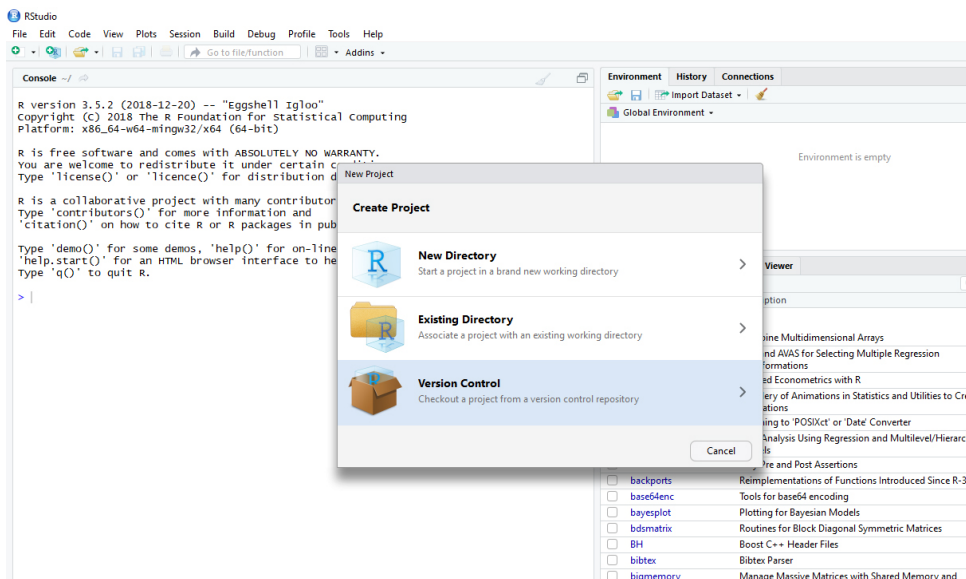 RStudio
File Edit Code View Plots Session Build Debug Profile Tools Help
Go to file/function Addins
Console ~/
R version 3.5.2 (2018-12-20) -- "Eggshell Igloo"
Copyright (C) 2018 The R Foundation for Statistical Computing
Platform: x86_64-w64-mingw32/x64 (64-bit)
R is free software and comes with ABSOLUTELY NO WARRANTY.
You are welcome to redistribute it under certain
Type 'license()' or 'licence()' for distribution d
R is a collaborative project with many contributor
Type 'contributors()' for more information and
'citation()' on how to cite R or R packages in pub
Type 'demo()' for some demos, 'help()' for on-line
'help.start()' for an HTML browser interface to he
Type 'q()' to quit R.
>
New Project
Create Project
New Directory
Start a project in a brand new working directory
Existing Directory
Associate a project with an existing working directory
Version Control
Checkout a project from a version control repository
Cancel
Environment History Connections
Import Dataset
Global Environment
Environment is empty
Viewer
ption
bine Multidimensional Arrays
nd AVAS for Selecting Multiple Regression
formations
ed Econometrics with R
ery of Animations in Statistics and Utilities to Cre
ations
ing to 'POSIXct' or 'Date' Converter
Analysis Using Regression and Multilevel/Hierarc
ls
Pre and Post Assertions
backports Reimplementations of Functions Introduced Since R-3
base64enc Tools for base64 encoding
bayesplot Plotting for Bayesian Models
bdsmatrix Routines for Block Diagonal Symmetric Matrices
BH Boost C++ Header Files
bibtex Bibtex Parser
bigmemory Manage Massive Matrices with Shared Memory and